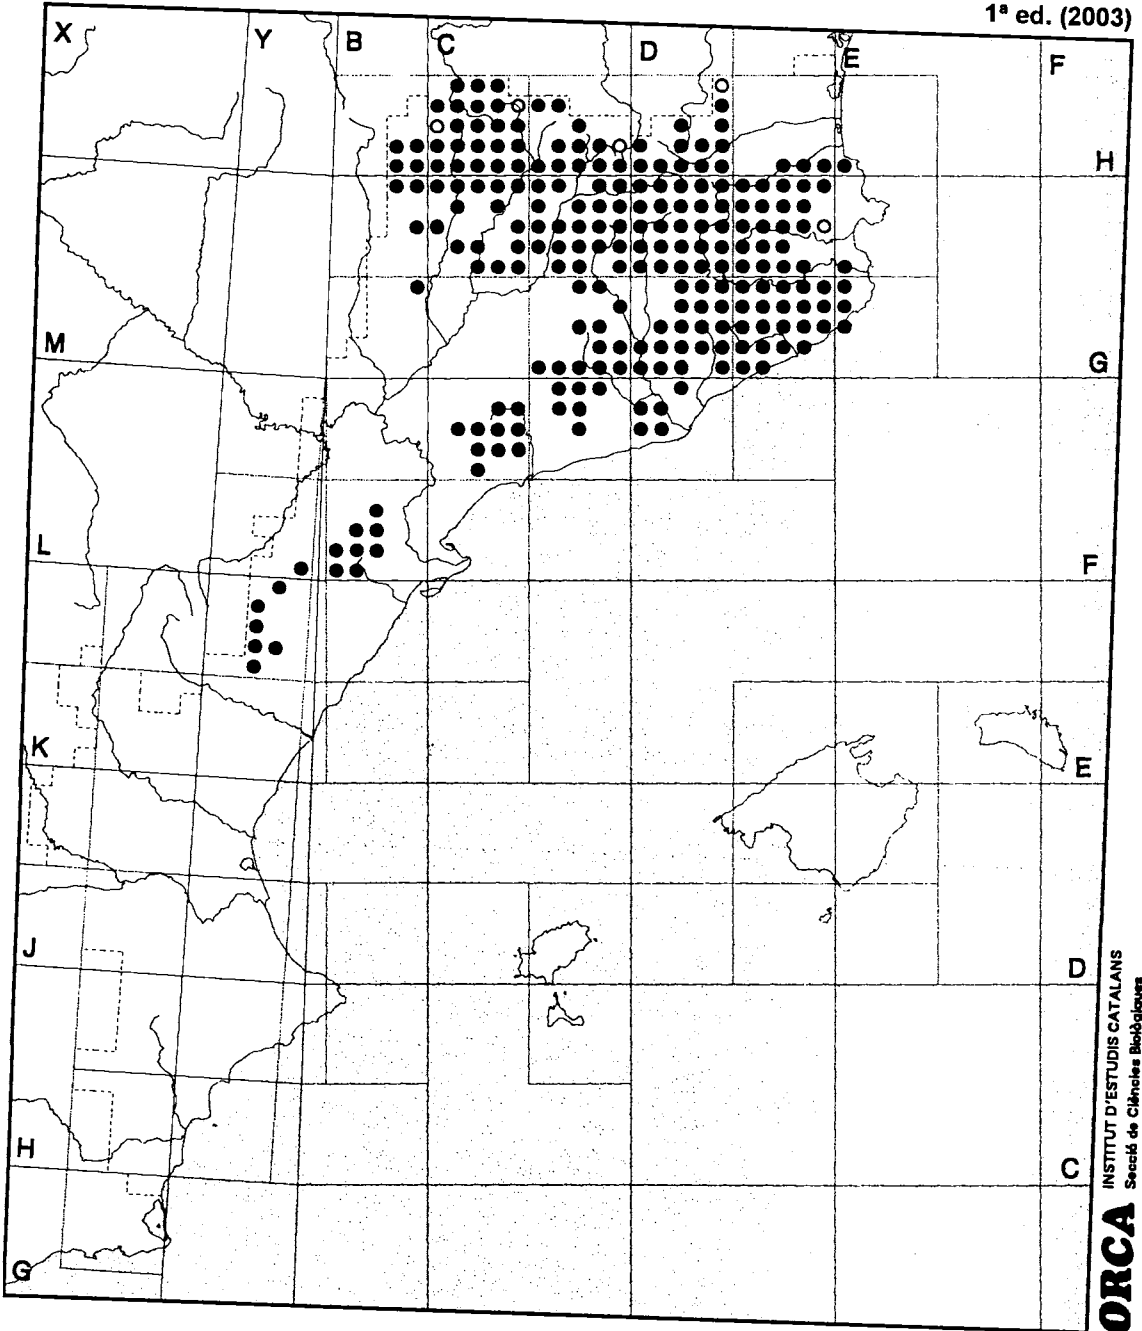 1ª ed. (2003)
X
Y
B
C
D
E
F
H
M
G
L
F
K
E
J
D
H
C
G
INSTITUT D'ESTUDIS CATALANS
Secció de Ciències Biològiques
ORCA